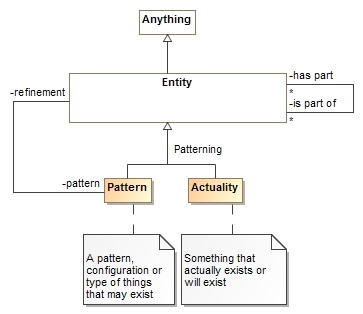 Anything
Entity
-has part
*
-is part of
*
-refinement
Patterning
-pattern
Pattern
Actuality
A pattern,
configuration or
type of things
that may exist
Something that
actually exists or
will exist